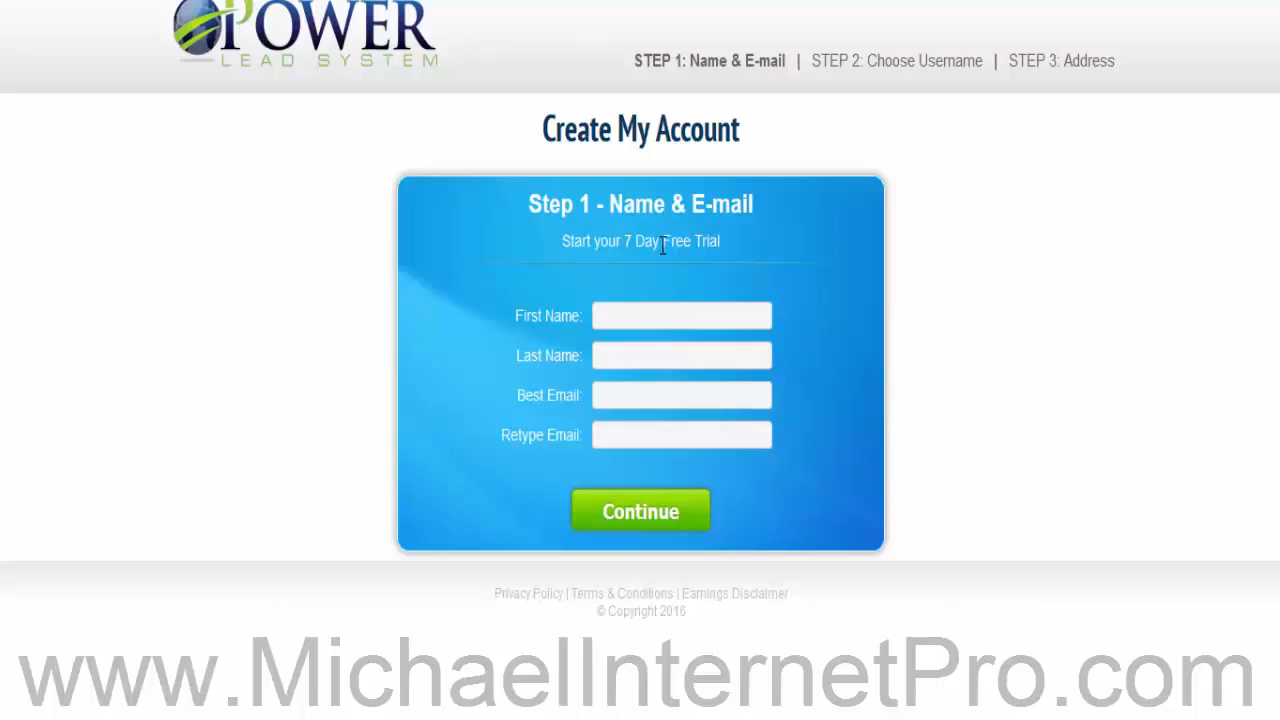 POWER
LEAD SYSTEM
STEP 1: Name & E-mail | STEP 2: Choose Username | STEP 3: Address
Create My Account
Step 1 - Name & E-mail
Start your 7 Day Free Trial
First Name:
Last Name:
Best Email:
Retype Email:
Continue
Privacy Policy | Terms & Conditions | Earnings Disclaimer
© Copyright 2016
www.MichaelInternetPro.com